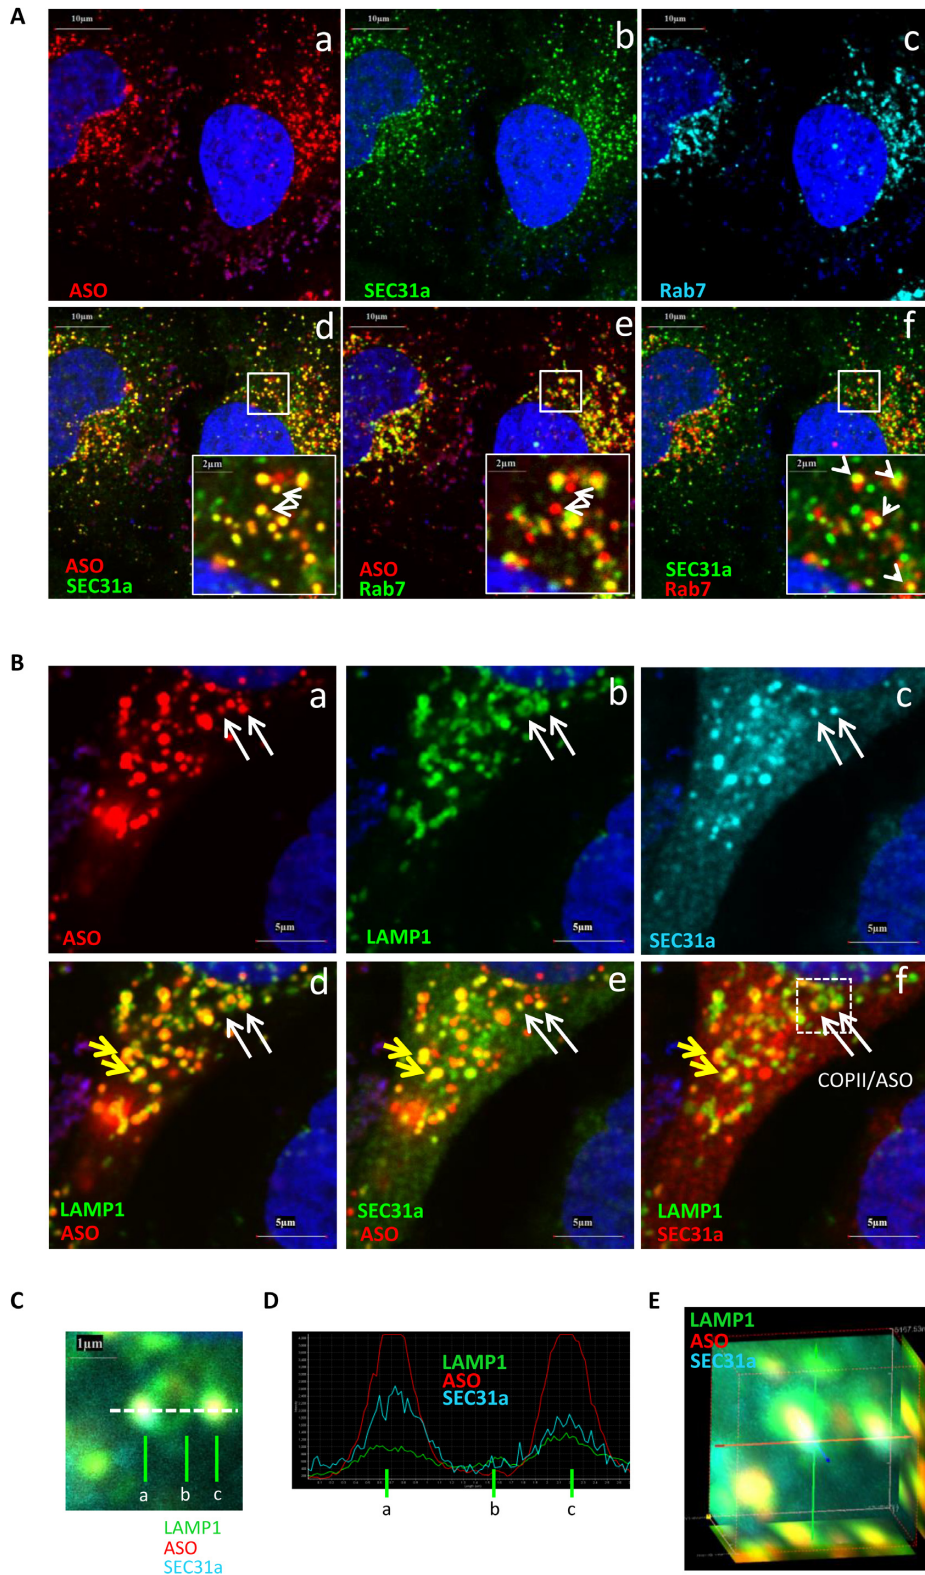 A
10μm
a
10μm
b
10μm
c
ASO
SEC31a
Rab7
10μm
d
10μm
e
10μm
f
2μm
2μm
2μm
ASO
SEC31a
ASO
Rab7
SEC31a
Rab7
B
a
b
c
ASO
5μm
LAMP1
5μm
SEC31a
5μm
d
e
f
COPII/ASO
LAMP1
ASO
5μm
SEC31a
ASO
5μm
LAMP1
SEC31a
5μm
C
D
E
1μm
a
b
c
LAMP1
ASO
SEC31a
LAMP1
ASO
SEC31a
a
b
c
LAMP1
ASO
SEC31a